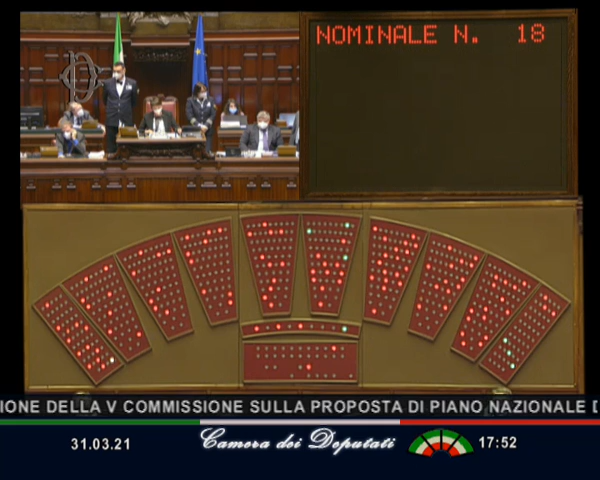 NOMINALE N. 18
IONE DELLA V COMMISSIONE SULLA PROPOSTA DI PIANO NAZIONALE D
31.03.21 Camera dei Deputati 17:52